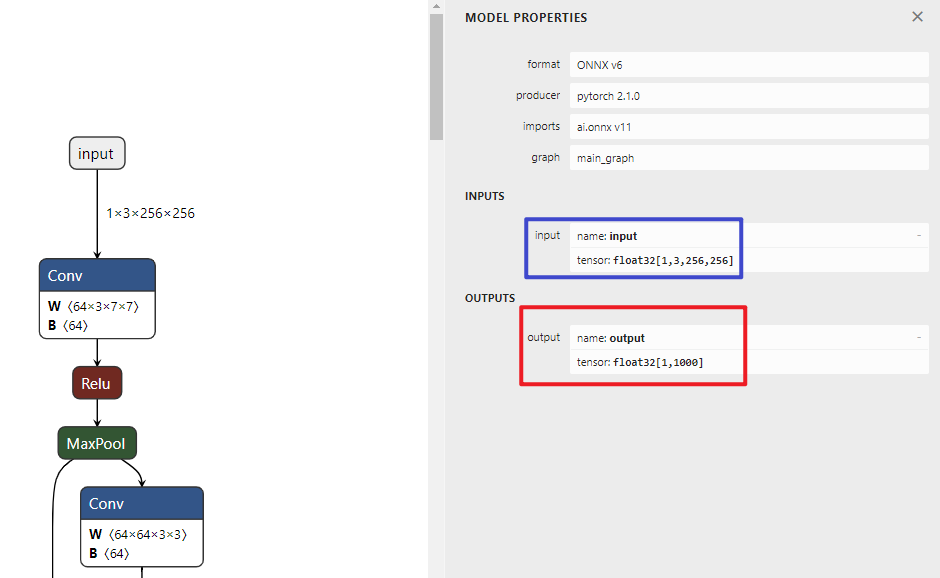 input
1×3×256×256
Conv
W ⟨64×3×7×7⟩
B ⟨64⟩
Relu
MaxPool
Conv
W ⟨64×64×3×3⟩
B ⟨64⟩
MODEL PROPERTIES ×
format ONNX v6
producer pytorch 2.1.0
imports ai.onnx v11
graph main_graph
INPUTS
input name: input -
tensor: float32[1,3,256,256]
OUTPUTS
output name: output -
tensor: float32[1,1000]